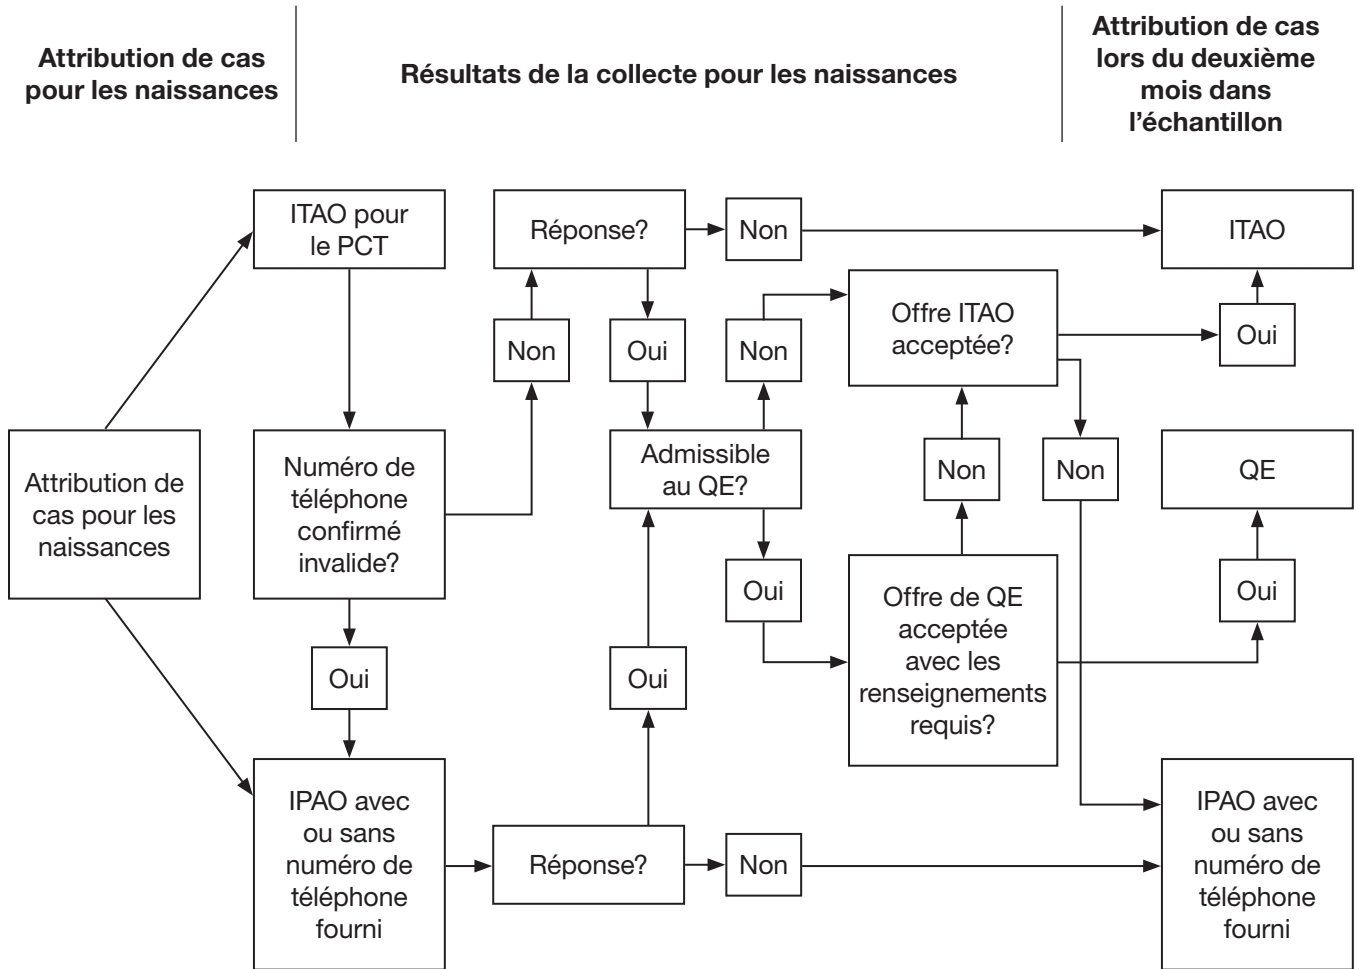 Attribution de cas
pour les naissances
Résultats de la collecte pour les naissances
Attribution de cas
lors du deuxième
mois dans
l’échantillon
ITAO pour
le PCT
Réponse?
Non
ITAO
Non
Oui
Non
Offre ITAO
acceptée?
Oui
Attribution de
cas pour les
naissances
Numéro de
téléphone
confirmé
invalide?
Admissible
au QE?
Non
Non
QE
Oui
Oui
Oui
Offre de QE
acceptée
avec les
renseignements
requis?
Oui
IPAO avec
ou sans
numéro de
téléphone
fourni
Réponse?
Non
IPAO avec
ou sans
numéro de
téléphone
fourni